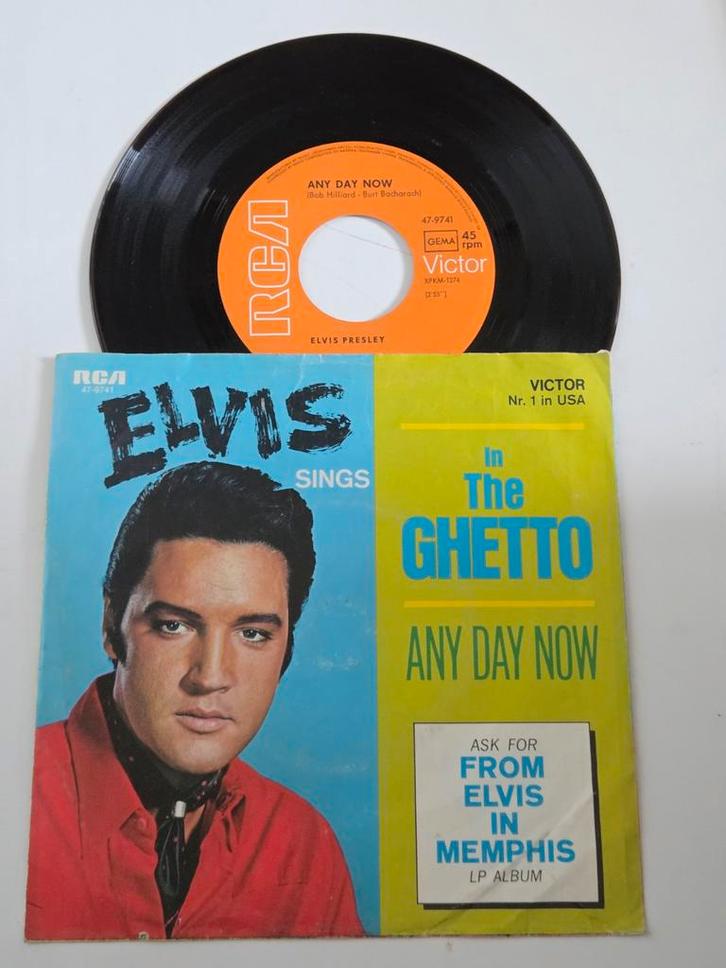 ANY DAY NOW
(Bob Hilliard - Burt Bacharach)
47-9741
GEMA
45
rpm
RCA
Victor
XPKM-1274
[2'55'']
ELVIS PRESLEY
RCA
47-9741
ELVIS
SINGS
VICTOR
Nr. 1 in USA
In
The
GHETTO
ANY DAY NOW
ASK FOR
FROM
ELVIS
IN
MEMPHIS
LP ALBUM